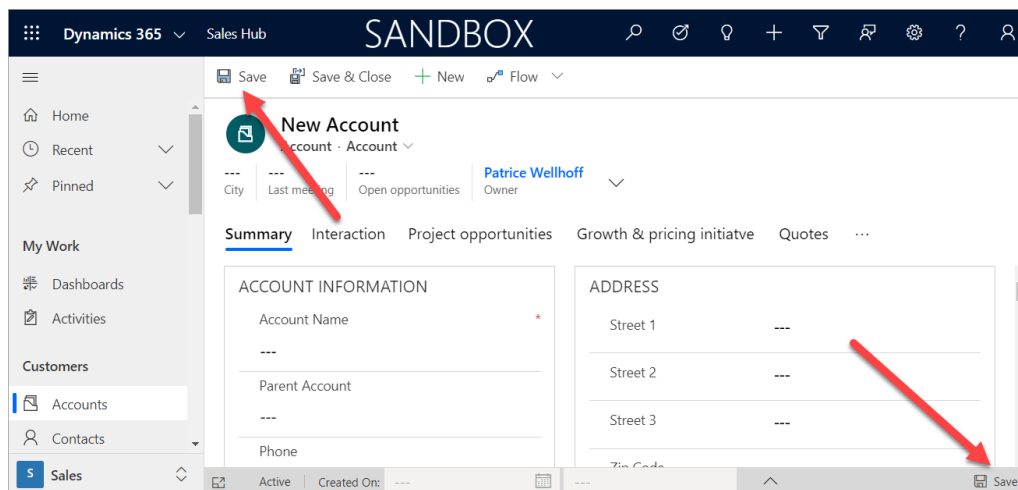 Dynamics 365 Sales Hub SANDBOX
Save Save & Close New Flow
Home
Recent
Pinned
My Work
Dashboards
Activities
Customers
Accounts
Contacts
S Sales
New Account
Account · Account
--- --- --- Patrice Wellhoff
City Last meeting Open opportunities Owner
Summary Interaction Project opportunities Growth & pricing initiatve Quotes ...
ACCOUNT INFORMATION
Account Name *
---
Parent Account
---
Phone
ADDRESS
Street 1 ---
Street 2 ---
Street 3 ---
Zip Code
Active Created On: --- --- Save